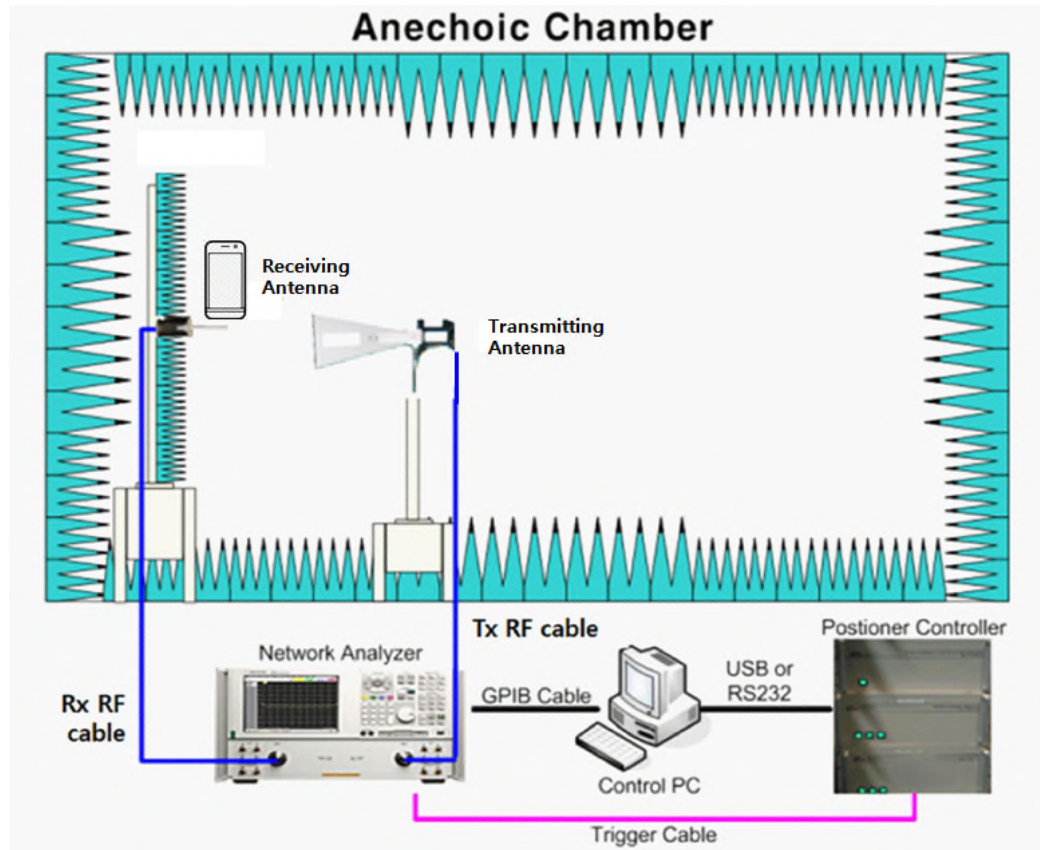 Anechoic Chamber
Receiving
Antenna
Transmitting
Antenna
Tx RF cable
Postioner Controller
Network Analyzer
USB or
RS232
GPIB Cable
Rx RF
cable
Control PC
Trigger Cable